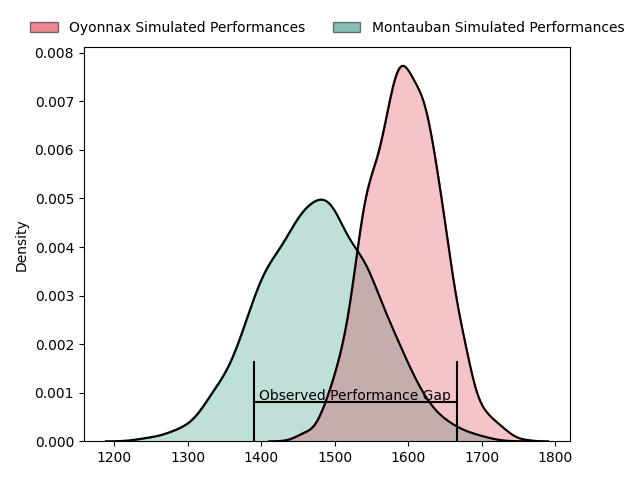 Oyonnax Simulated Performances Montauban Simulated Performances
0.008
0.007
0.006
0.005
0.004
0.003
0.002
0.001
0.000
Density
Observed Performance Gap
1200 1300 1400 1500 1600 1700 1800